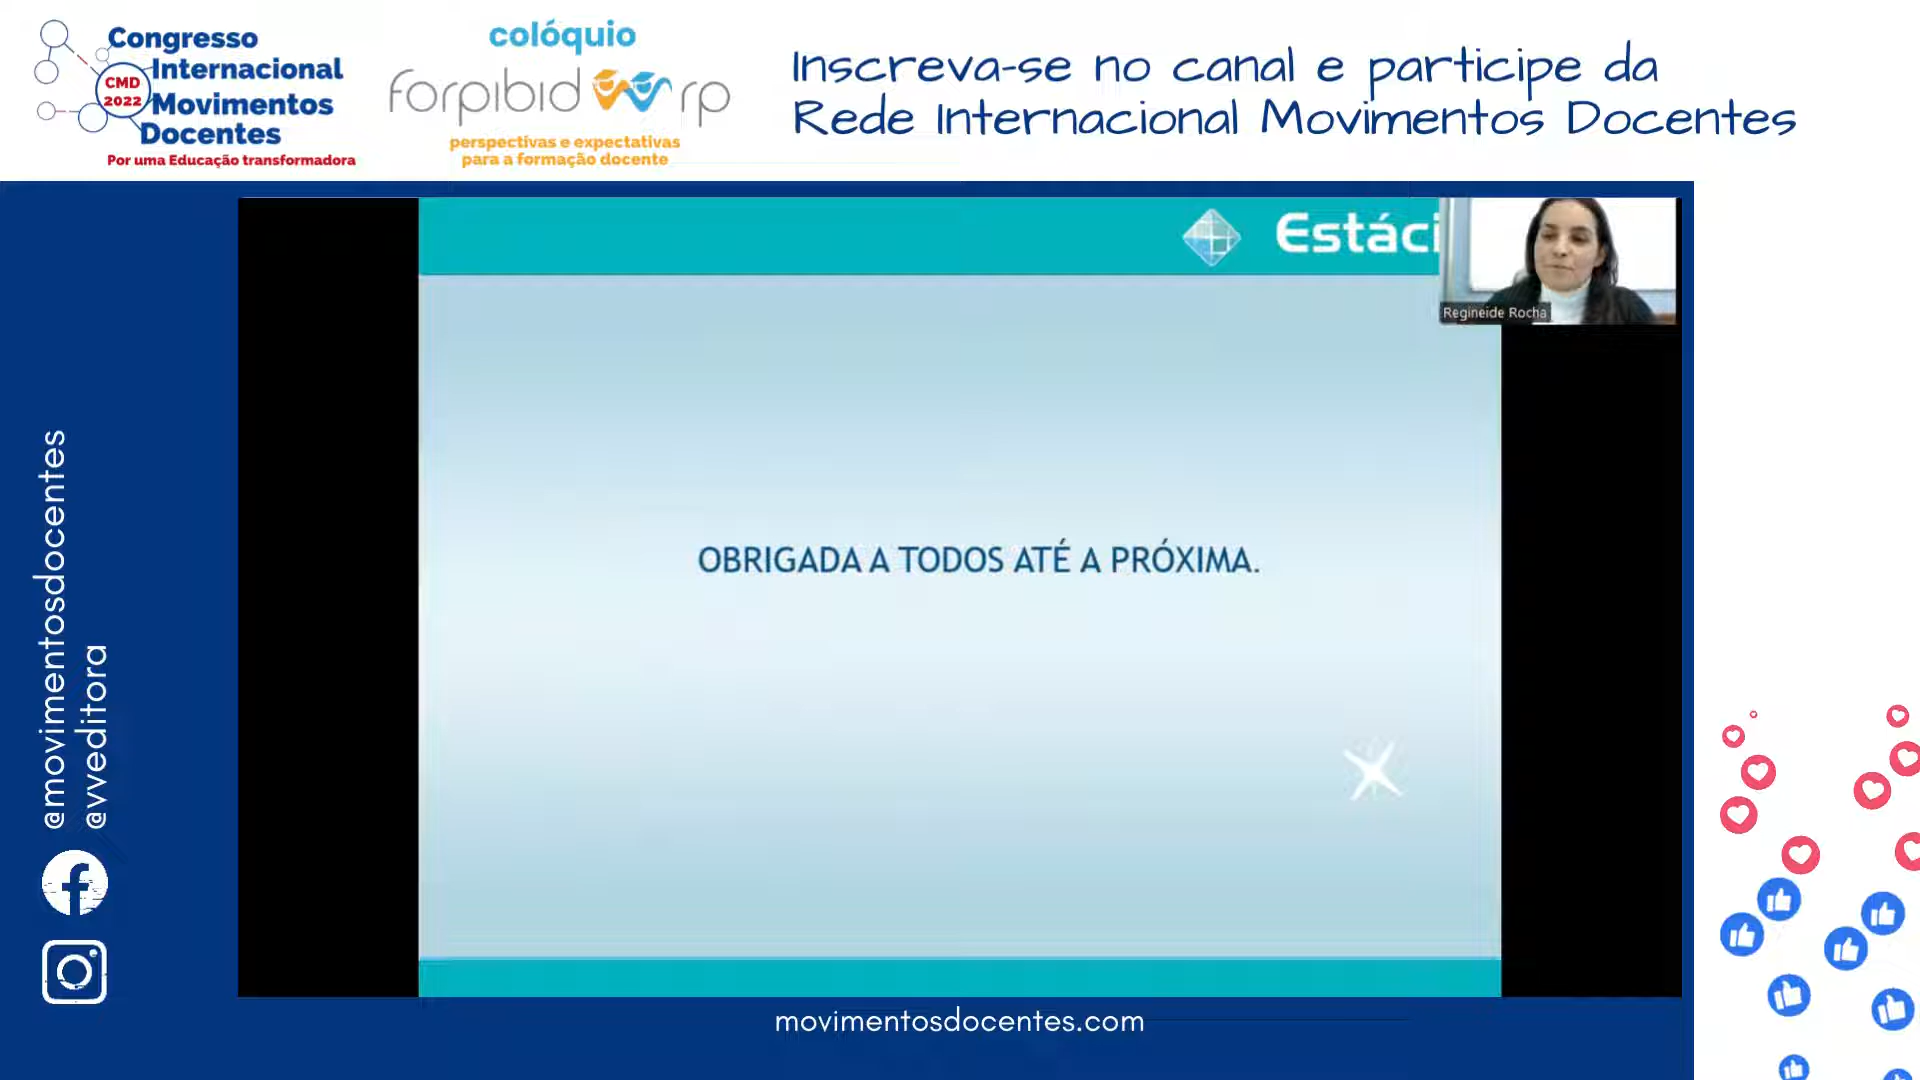 Congresso
Internacional
CMD
2022
Movimentos
Docentes
Por uma Educação transformadora
colóquio
forpibid rp
perspectivas e expectativas
para a formação docente
Inscreva-se no canal e participe da
Rede Internacional Movimentos Docentes
Estáci
Regineide Rocha
OBRIGADA A TODOS ATÉ A PRÓXIMA.
@movimentosdocentes
@vveditora
movimentosdocentes.com